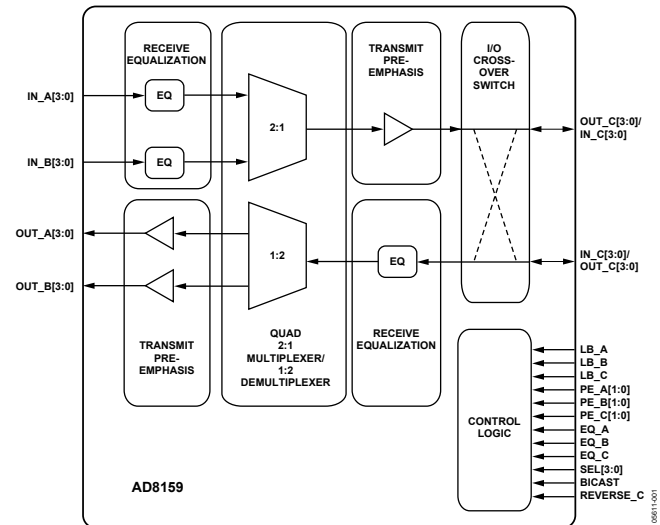 RECEIVE
EQUALIZATION
TRANSMIT
PRE-
EMPHASIS
I/O
CROSS-
OVER
SWITCH
IN_A[3:0]
EQ
2:1
OUT_C[3:0]/
IN_C[3:0]
IN_B[3:0]
EQ
OUT_A[3:0]
1:2
EQ
IN_C[3:0]/
OUT_C[3:0]
OUT_B[3:0]
TRANSMIT
PRE-
EMPHASIS
QUAD
2:1
MULTIPLEXER/
1:2
DEMULTIPLEXER
RECEIVE
EQUALIZATION
CONTROL
LOGIC
LB_A
LB_B
LB_C
PE_A[1:0]
PE_B[1:0]
PE_C[1:0]
EQ_A
EQ_B
EQ_C
SEL[3:0]
BICAST
REVERSE_C
AD8159
05611-001